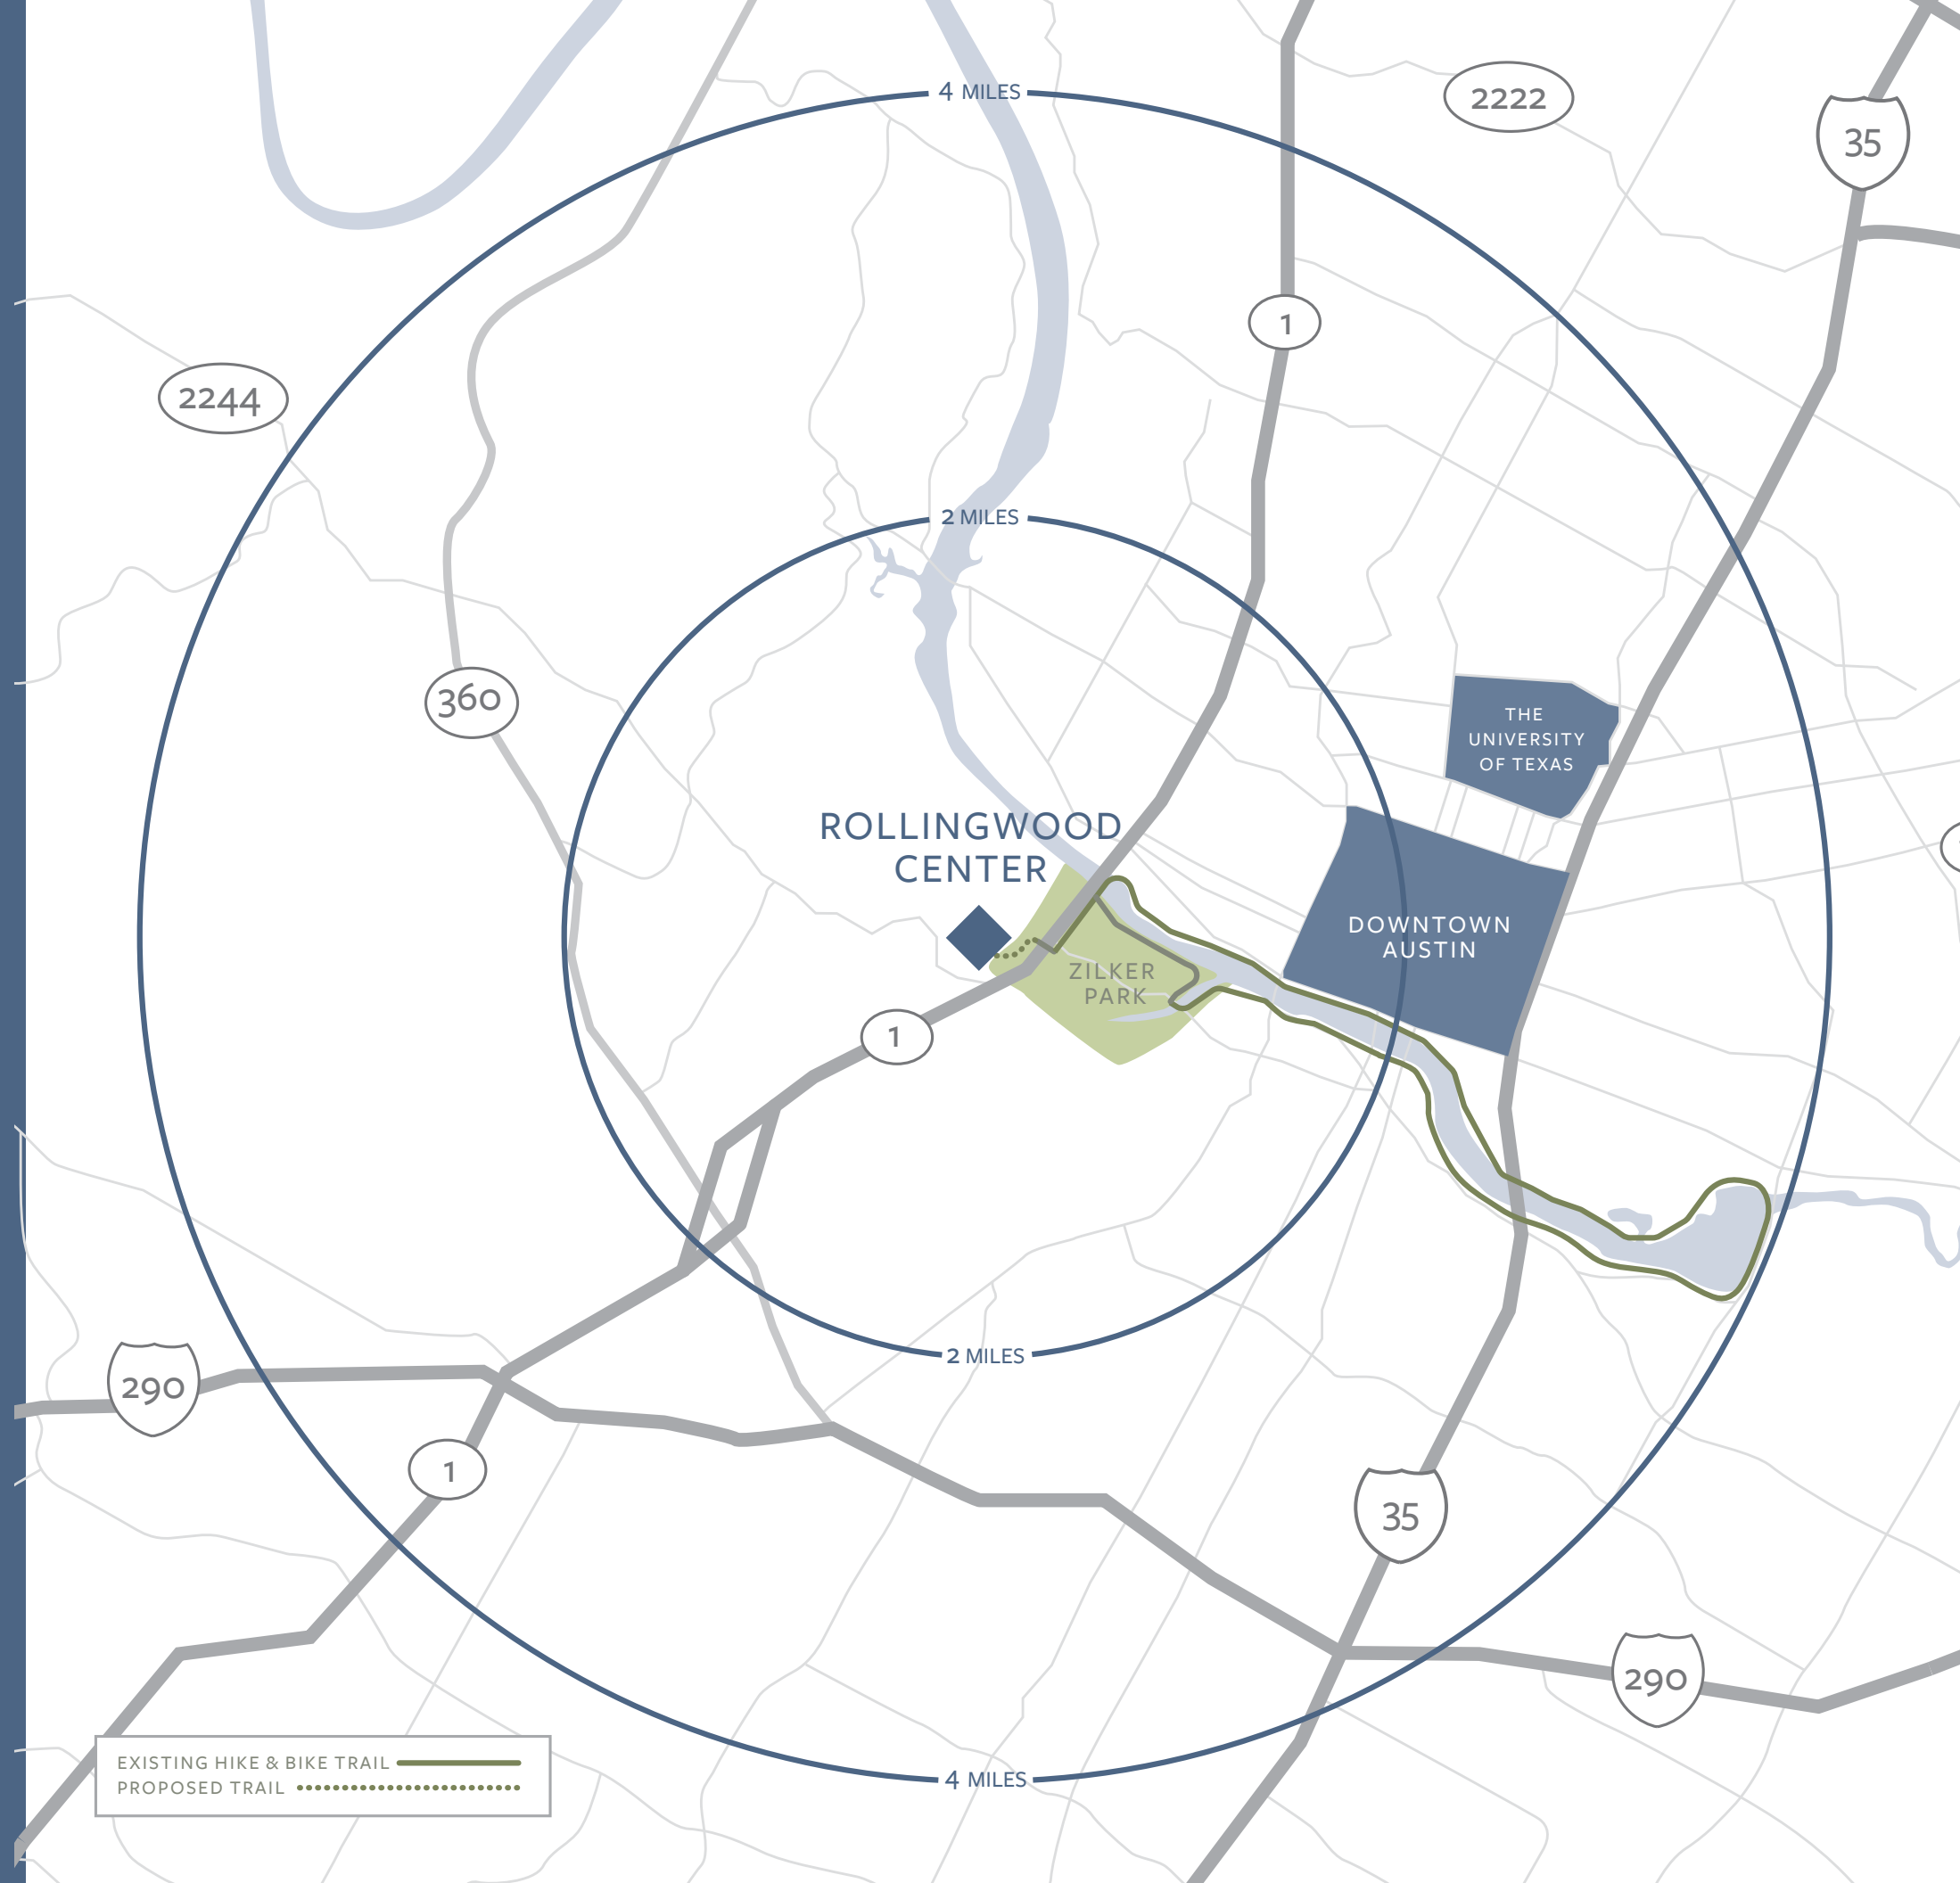 4 MILES
2222
35
1
2244
2 MILES
360
THE
UNIVERSITY
OF TEXAS
ROLLINGWOOD
CENTER
DOWNTOWN
AUSTIN
ZILKER
PARK
1
2 MILES
290
1
35
290
EXISTING HIKE & BIKE TRAIL
PROPOSED TRAIL
4 MILES